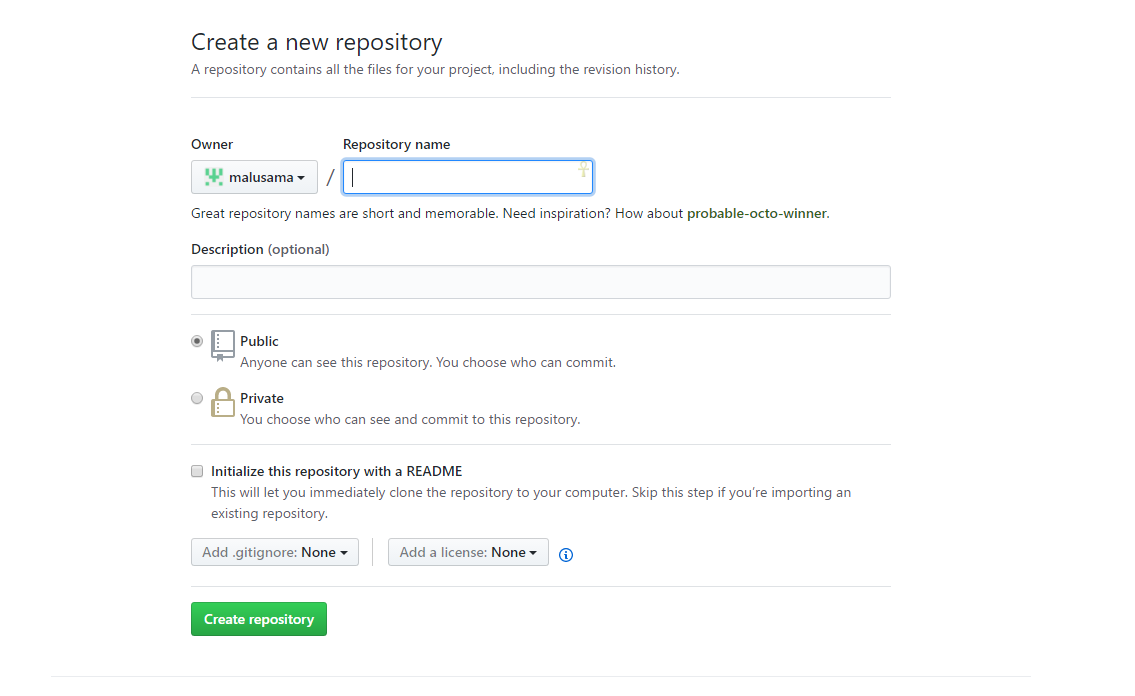 Create a new repository
A repository contains all the files for your project, including the revision history.
Owner Repository name
malusama / 
Great repository names are short and memorable. Need inspiration? How about probable-octo-winner.
Description (optional)
Public
Anyone can see this repository. You choose who can commit.
Private
You choose who can see and commit to this repository.
Initialize this repository with a README
This will let you immediately clone the repository to your computer. Skip this step if you’re importing an
existing repository.
Add .gitignore: None Add a license: None
Create repository